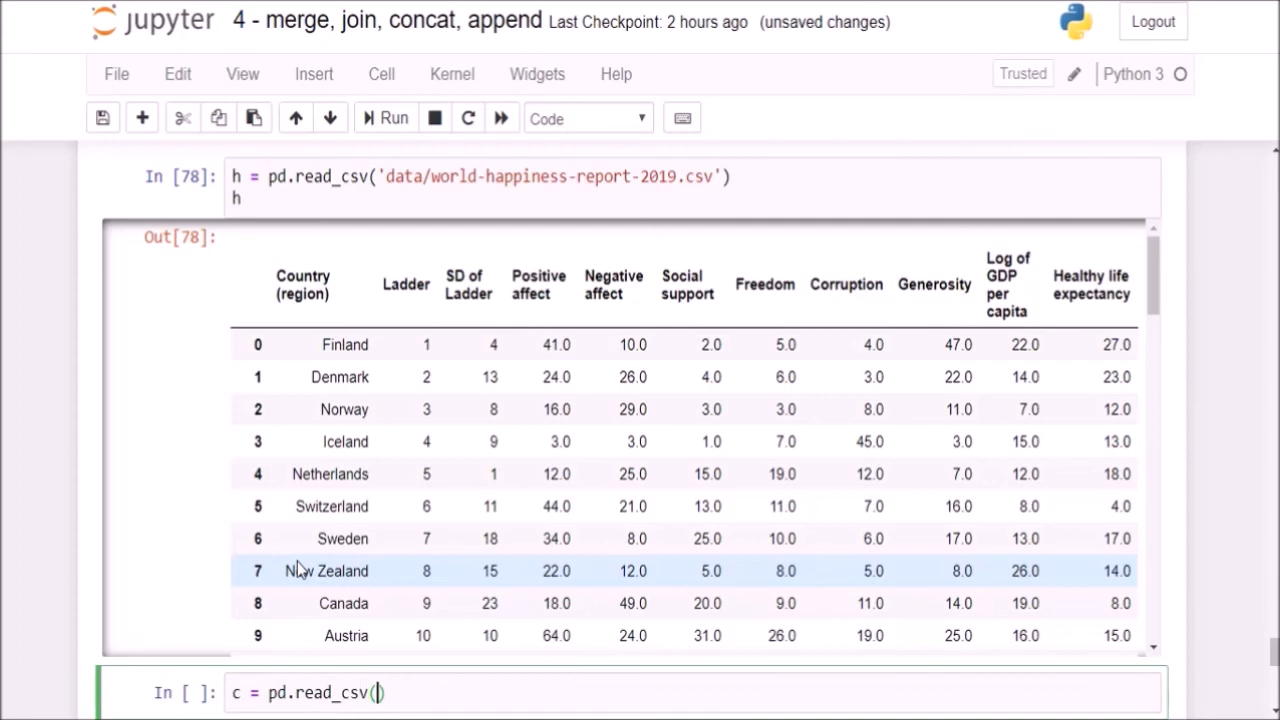 jupyter 4 - merge, join, concat, append Last Checkpoint: 2 hours ago (unsaved changes) Logout
File Edit View Insert Cell Kernel Widgets Help Trusted Python 3
Run Code
In [78]: h = pd.read_csv('data/world-happiness-report-2019.csv')
h
Out[78]:
Country (region) Ladder SD of Ladder Positive affect Negative affect Social support Freedom Corruption Generosity Log of GDP per capita Healthy life expectancy
0 Finland 1 4 41.0 10.0 2.0 5.0 4.0 47.0 22.0 27.0
1 Denmark 2 13 24.0 26.0 4.0 6.0 3.0 22.0 14.0 23.0
2 Norway 3 8 16.0 29.0 3.0 3.0 8.0 11.0 7.0 12.0
3 Iceland 4 9 3.0 3.0 1.0 7.0 45.0 3.0 15.0 13.0
4 Netherlands 5 1 12.0 25.0 15.0 19.0 12.0 7.0 12.0 18.0
5 Switzerland 6 11 44.0 21.0 13.0 11.0 7.0 16.0 8.0 4.0
6 Sweden 7 18 34.0 8.0 25.0 10.0 6.0 17.0 13.0 17.0
7 New Zealand 8 15 22.0 12.0 5.0 8.0 5.0 8.0 26.0 14.0
8 Canada 9 23 18.0 49.0 20.0 9.0 11.0 14.0 19.0 8.0
9 Austria 10 10 64.0 24.0 31.0 26.0 19.0 25.0 16.0 15.0
In [ ]: c = pd.read_csv()